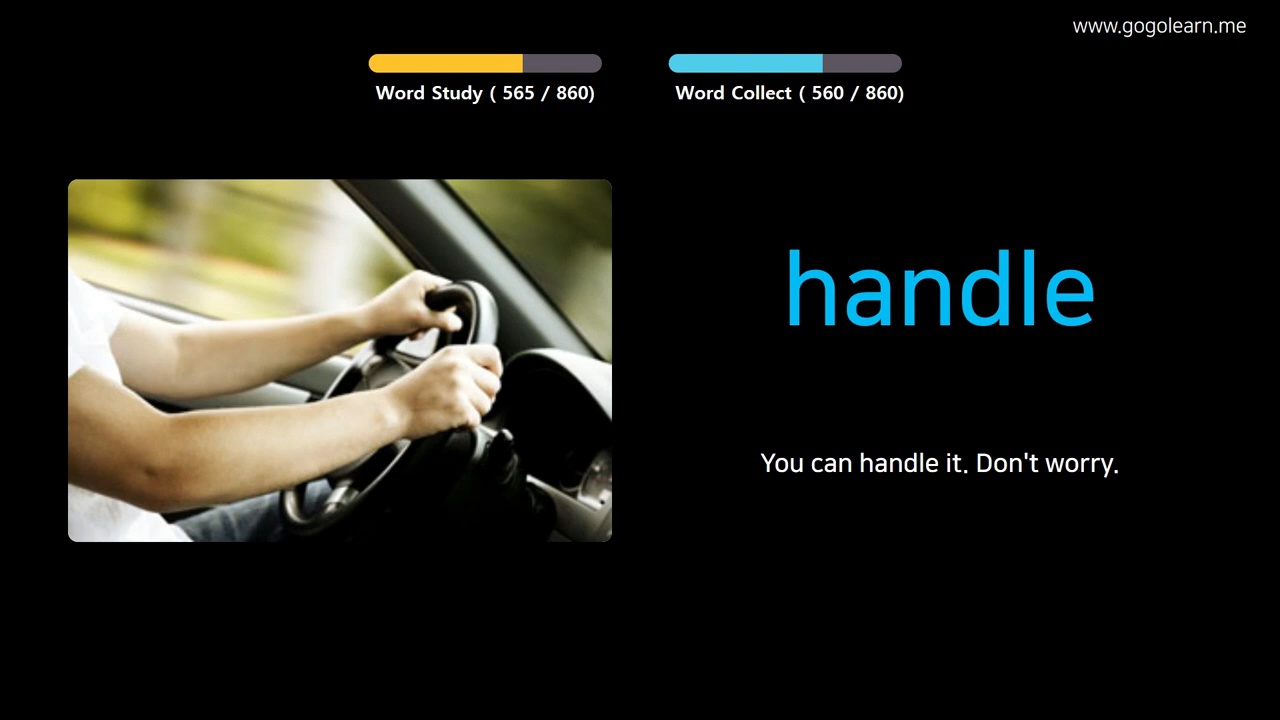 www.gogolearn.me
Word Study ( 565 / 860)
Word Collect ( 560 / 860)
handle
You can handle it. Don't worry.